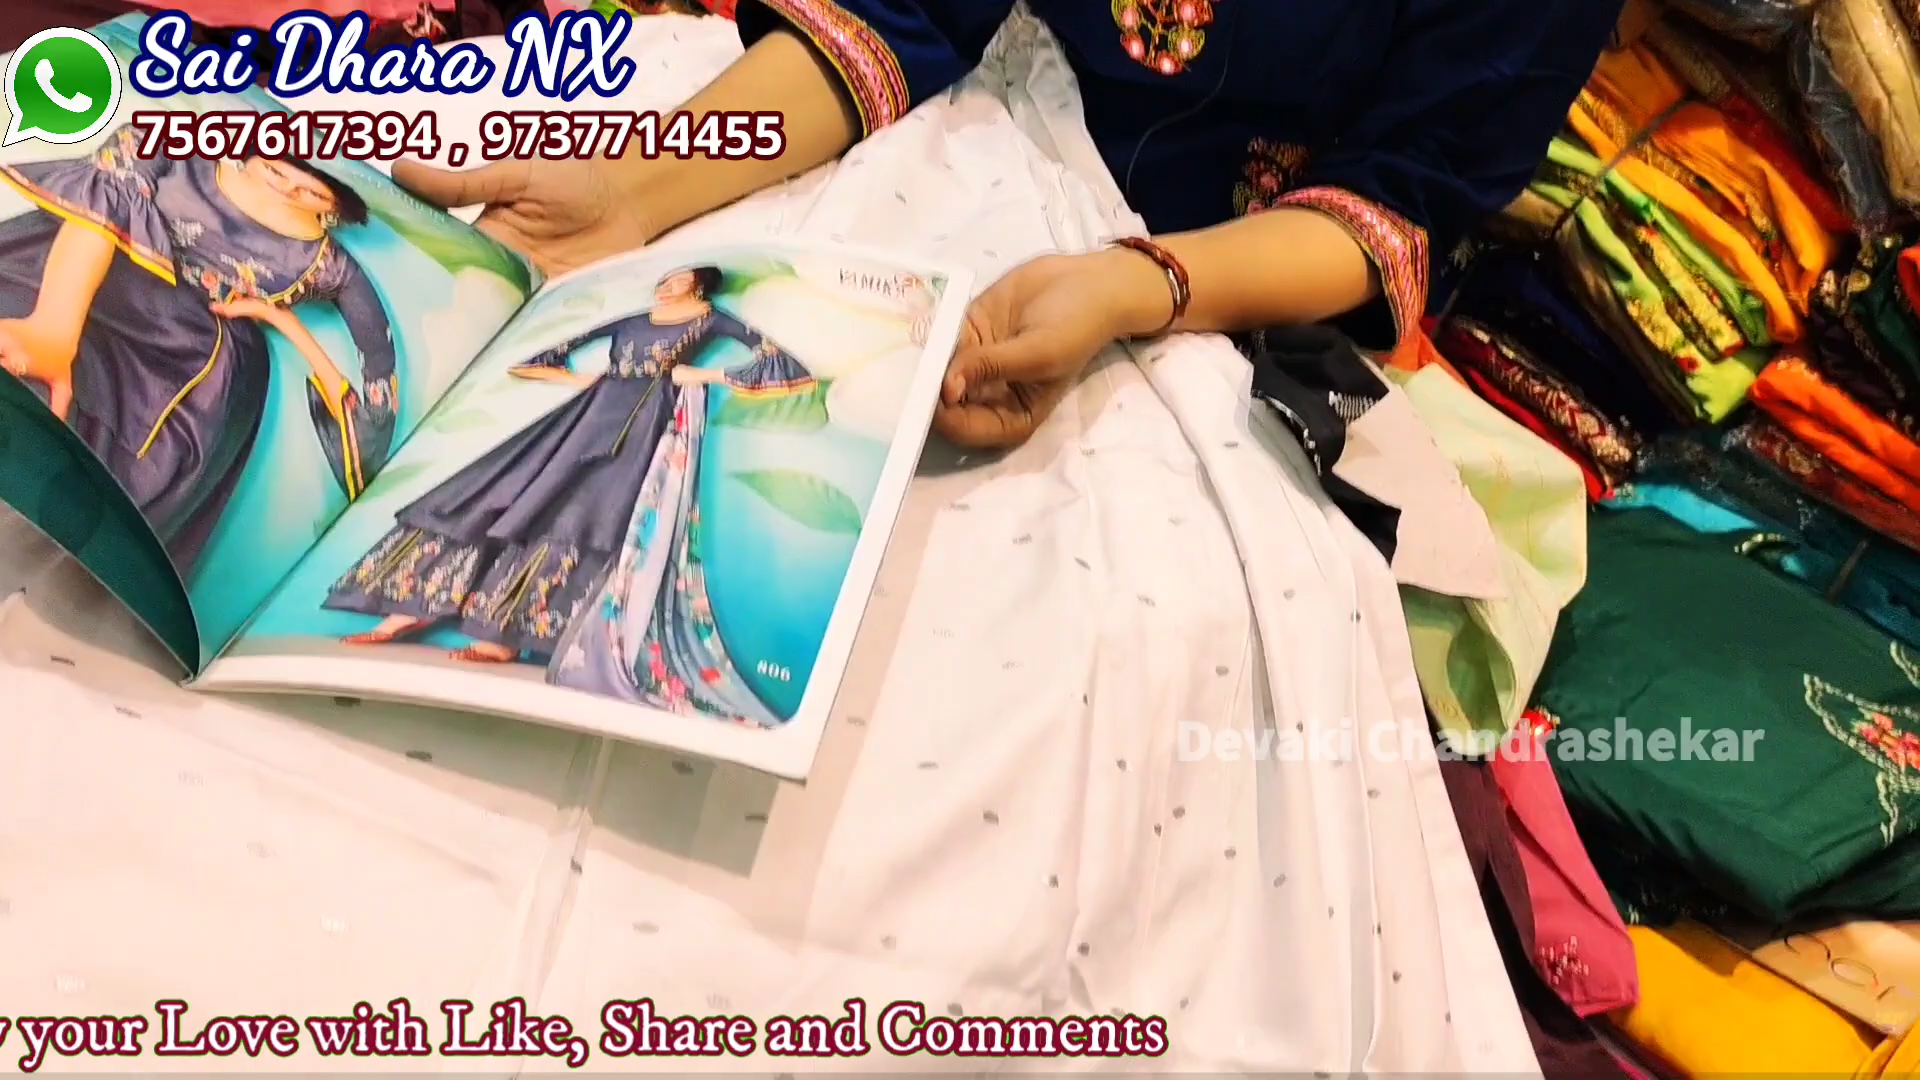 Sai Dhara NX
7567617394 , 9737714455
806
Devaki Chandrashekar
your Love with Like, Share and Comments